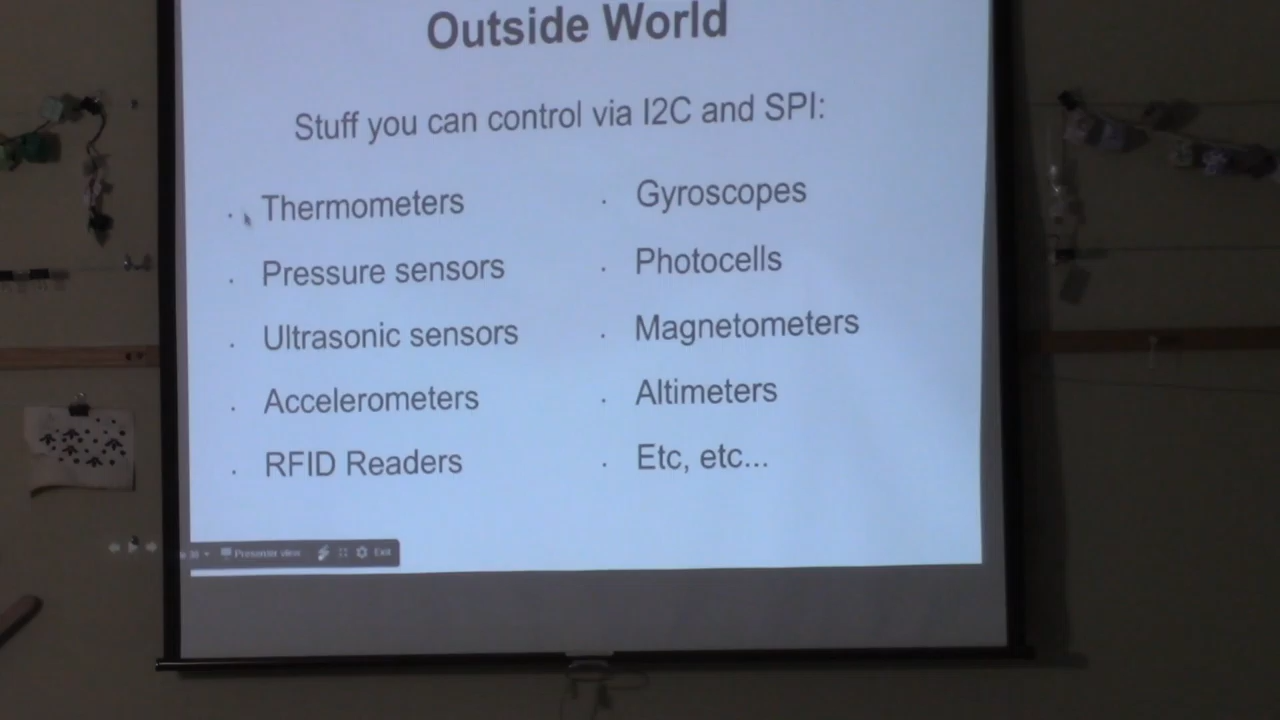 Outside World
Stuff you can control via I2C and SPI:
Thermometers
Pressure sensors
Ultrasonic sensors
Accelerometers
RFID Readers
Gyroscopes
Photocells
Magnetometers
Altimeters
Etc, etc...
Presenter view
Exit